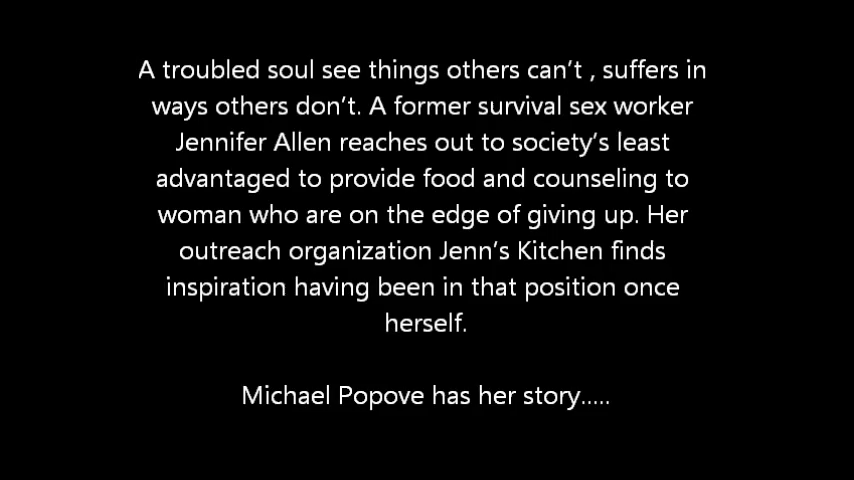 A troubled soul see things others can't , suffers in
ways others don't. A former survival sex worker
Jennifer Allen reaches out to society's least
advantaged to provide food and counseling to
woman who are on the edge of giving up. Her
outreach organization Jenn's Kitchen finds
inspiration having been in that position once
herself.
Michael Popove has her story.....